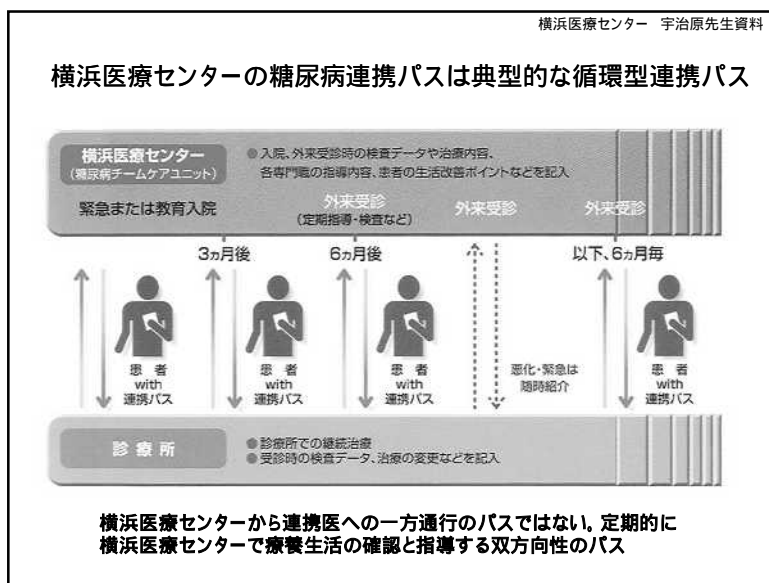 横浜医療センター　宇治原先生資料
横浜医療センターの糖尿病連携パスは典型的な循環型連携パス
横浜医療センター
（糖尿病チームケアユニット）
●入院、外来受診時の検査データや治療内容、
各専門職の指導内容、患者の生活改善ポイントなどを記入
緊急または教育入院
外来受診
（定期指導・検査など）
外来受診
外来受診
3ヵ月後
6ヵ月後
以下、6ヵ月毎
患者
with
連携パス
患者
with
連携パス
患者
with
連携パス
悪化・緊急は
随時紹介
患者
with
連携パス
診療所
●診療所での継続治療
●受診時の検査データ、治療の変更などを記入
横浜医療センターから連携医への一方通行のパスではない。定期的に
横浜医療センターで療養生活の確認と指導する双方向性のパス